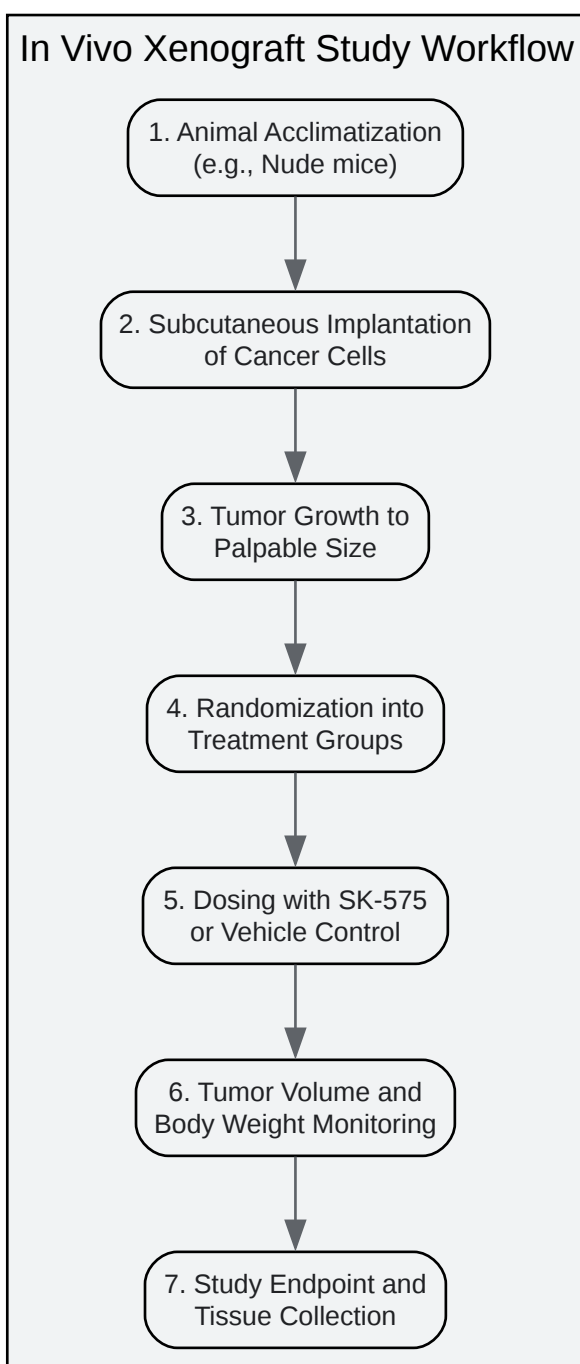 In Vivo Xenograft Study Workflow
1. Animal Acclimatization
(e.g., Nude mice)
2. Subcutaneous Implantation
of Cancer Cells
3. Tumor Growth to
Palpable Size
4. Randomization into
Treatment Groups
5. Dosing with SK-575
or Vehicle Control
6. Tumor Volume and
Body Weight Monitoring
7. Study Endpoint and
Tissue Collection